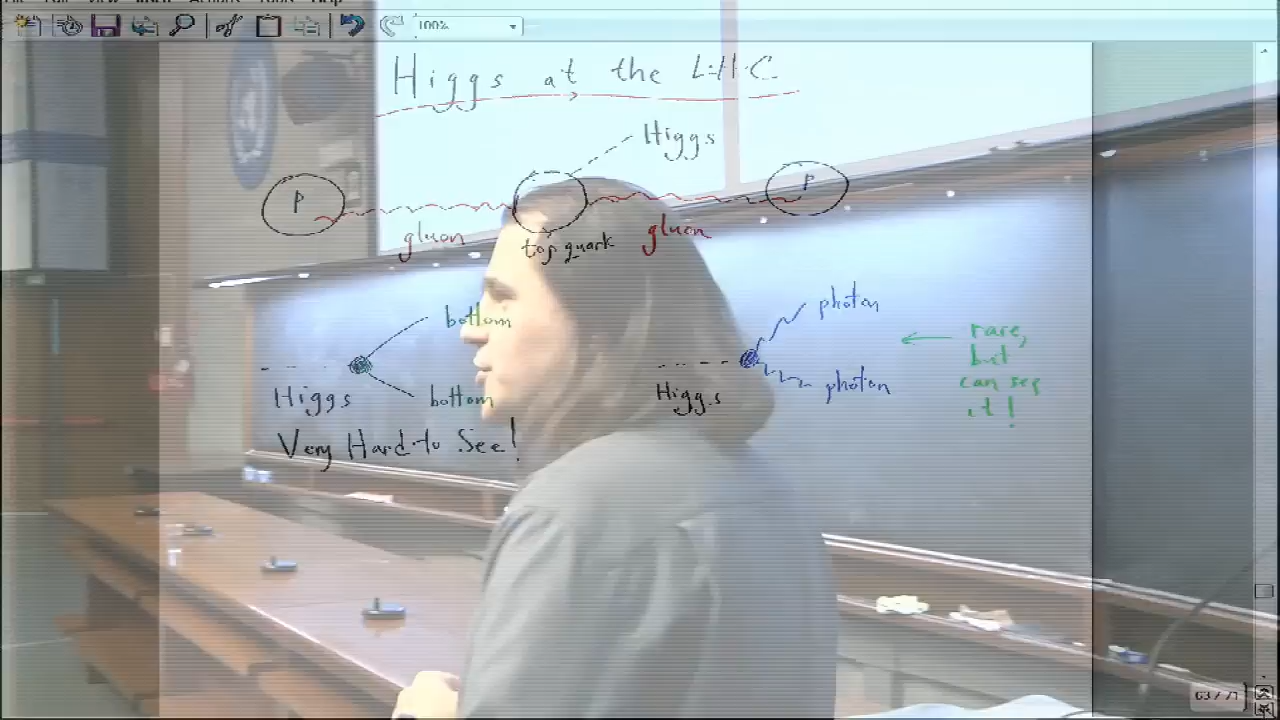 100%
Higgs at the LHC
Higgs
P
P
gluon
top quark
gluon
bottom
photon
rare,
but
can see
it!
bottom
photon
Higgs
Higgs
Very Hard to See!
63 / 71